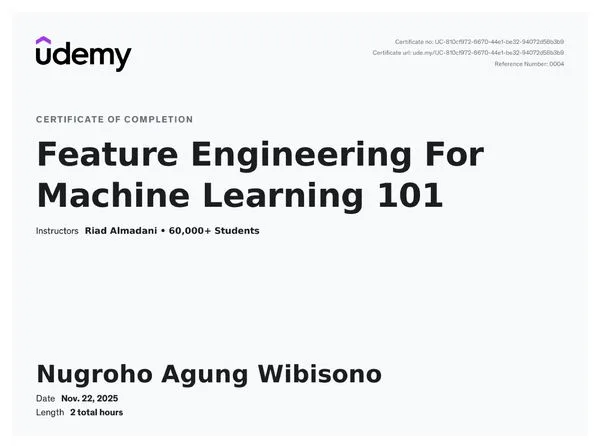 Certificate no: UC-810cf972-6670-44e1-be32-94072d58b3b9
Certificate url: ude.my/UC-810cf972-6670-44e1-be32-94072d58b3b9
Reference Number: 0004
udemy
CERTIFICATE OF COMPLETION
Feature Engineering For
Machine Learning 101
Instructors Riad Almadani • 60,000+ Students
Nugroho Agung Wibisono
Date Nov. 22, 2025
Length 2 total hours